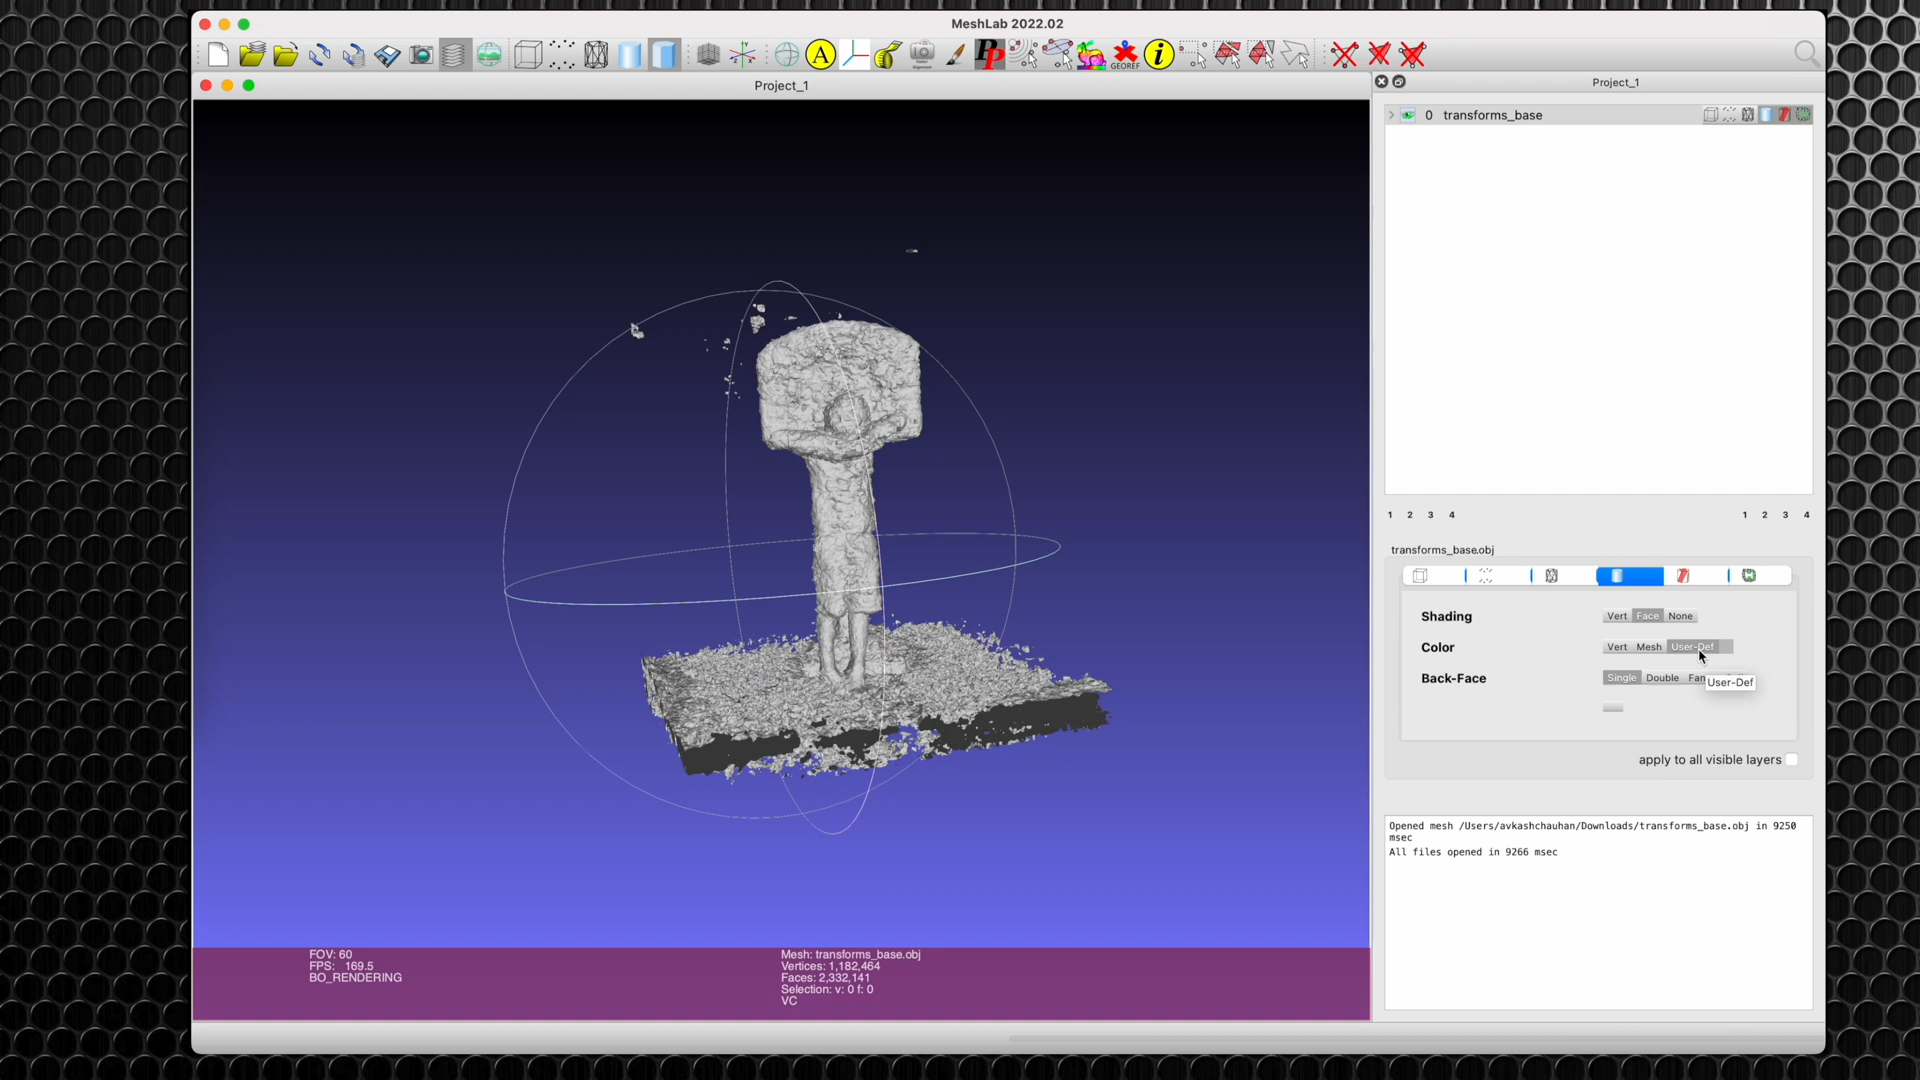 MeshLab 2022.02
A
PP
GEOREF
i
Project_1
Project_1
0 transforms_base
1 2 3 4
1 2 3 4
transforms_base.obj
Shading
Vert Face None
Color
Vert Mesh User-Def
Back-Face
Single Double Fan
User-Def
apply to all visible layers
Opened mesh /Users/avkashchauhan/Downloads/transforms_base.obj in 9250
msec
All files opened in 9266 msec
FOV: 60
FPS: 169.5
BO_RENDERING
Mesh: transforms_base.obj
Vertices: 1,182,464
Faces: 2,332,141
Selection: v: 0 f: 0
VC